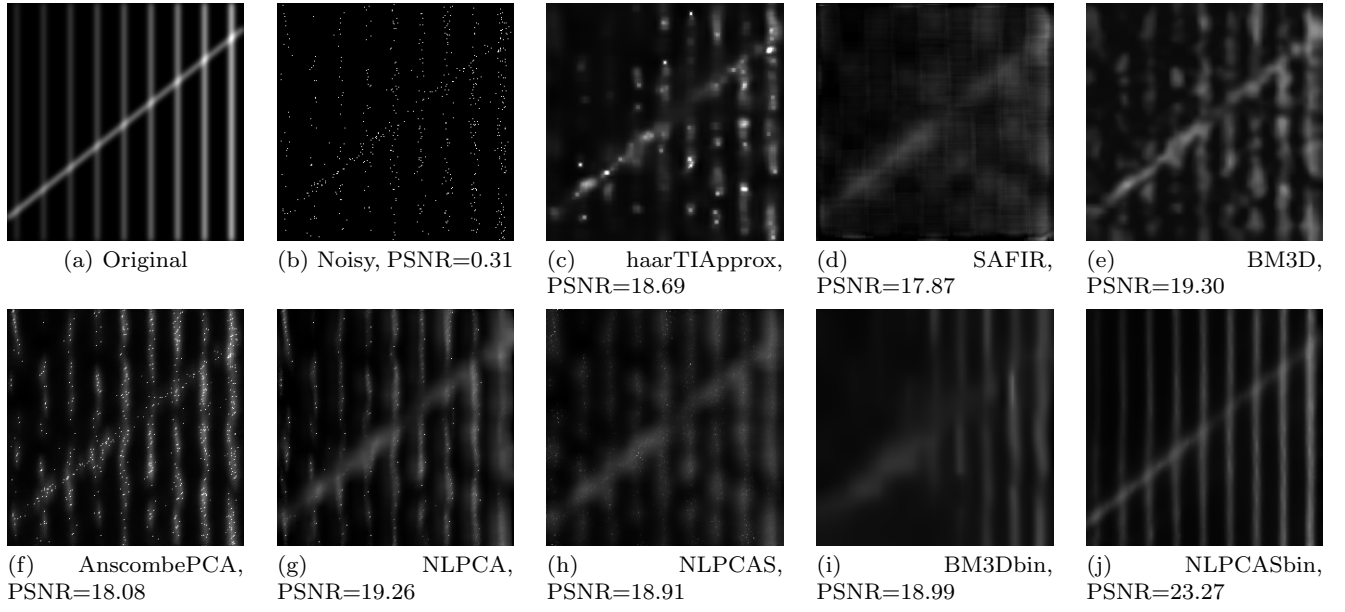 (a) Original
(b) Noisy, PSNR=0.31
(c) haarTIApprox,
PSNR=18.69
(d) SAFIR,
PSNR=17.87
(e) BM3D,
PSNR=19.30
(f) AnscombePCA,
PSNR=18.08
(g) NLPCA,
PSNR=19.26
(h) NLPCAS,
PSNR=18.91
(i) BM3Dbin,
PSNR=18.99
(j) NLPCASbin,
PSNR=23.27